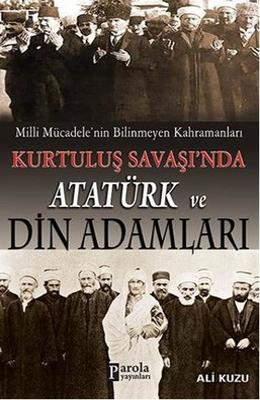 Milli Mücadele'nin Bilinmeyen Kahramanları
KURTULUŞ SAVAŞI'NDA
ATATÜRK ve
DİN ADAMLARI
Parola
yayınları
ALİ KUZU